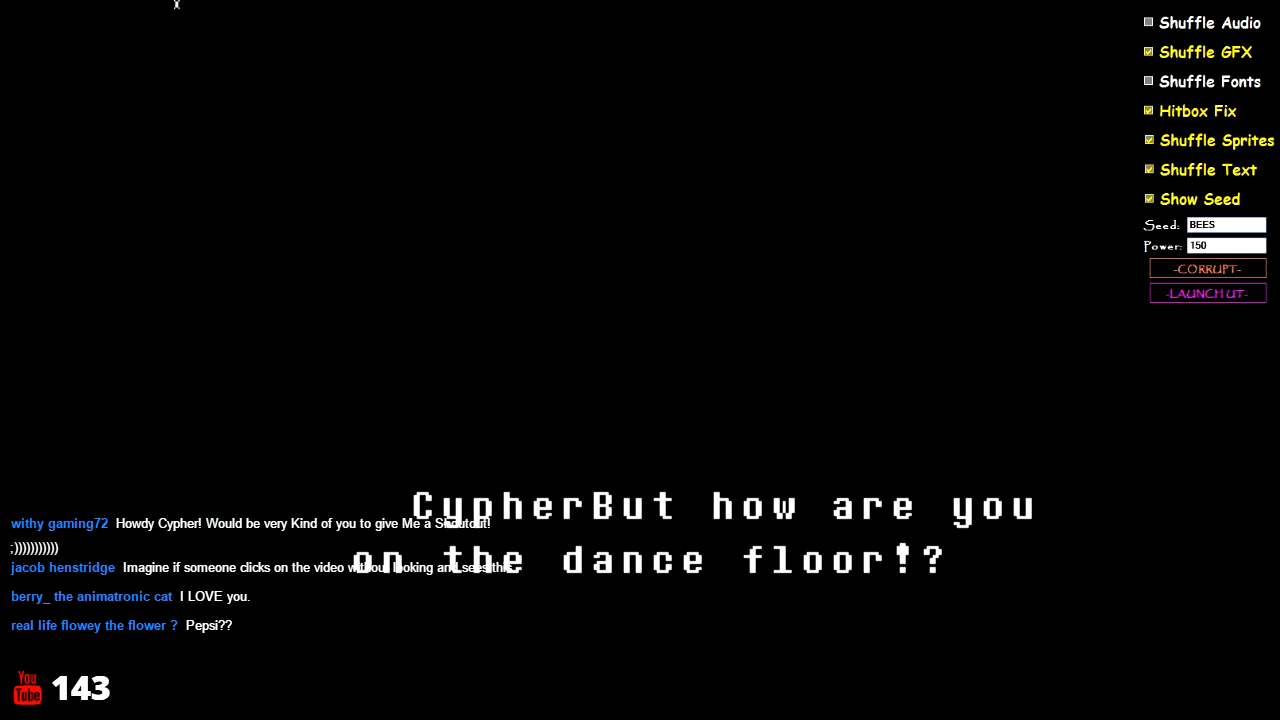 Shuffle Audio
Shuffle GFX
Shuffle Fonts
Hitbox Fix
Shuffle Sprites
Shuffle Text
Show Seed
Seed: BEES
Power: 150
-CORRUPT-
-LAUNCH UT-
CypherBut how are you
on the dance floor!?
withy gaming72 Howdy Cypher! Would be very Kind of you to give Me a Shoutout!
;)))))))))))
jacob henstridge Imagine if someone clicks on the video without looking and sees this.
berry_ the animatronic cat I LOVE you.
real life flowey the flower ? Pepsi??
You
Tube 143